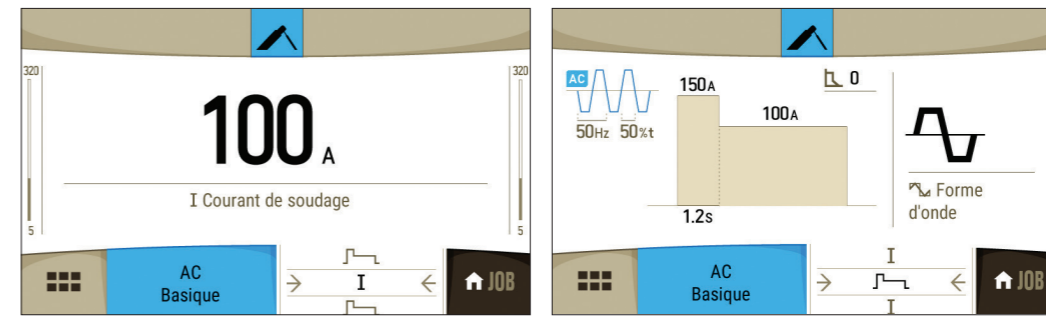 320
320
100 A
I Courant de soudage
5
5
AC
Basique
I
JOB
AC
150A
0
100A
50Hz 50%t
1.2s
Forme
d'onde
AC
Basique
I
I
JOB